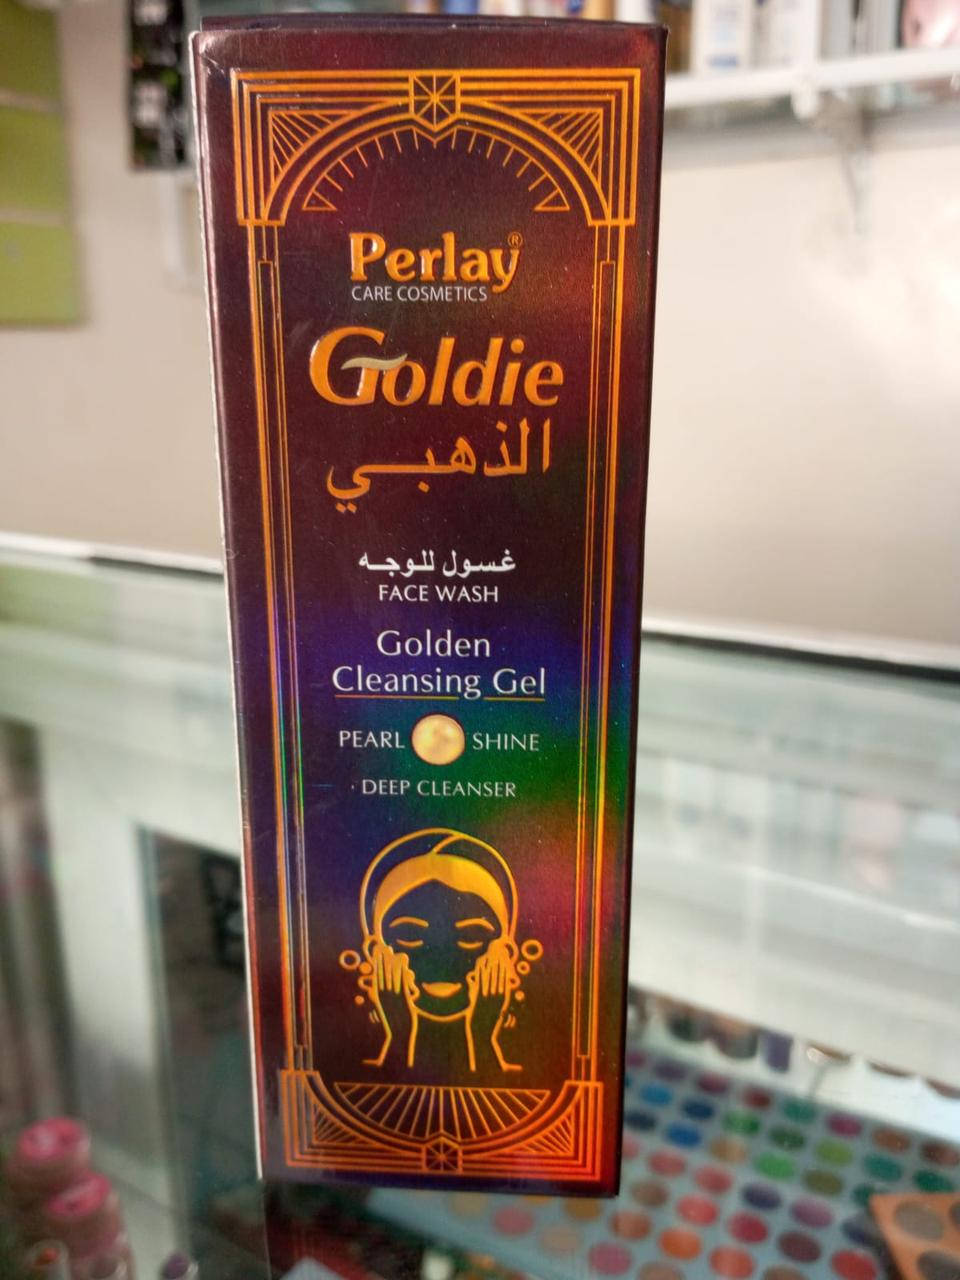 Perlay®
CARE COSMETICS
Goldie
الذهبي
غسول للوجه
FACE WASH
Golden
Cleansing Gel
PEARL SHINE
· DEEP CLEANSER